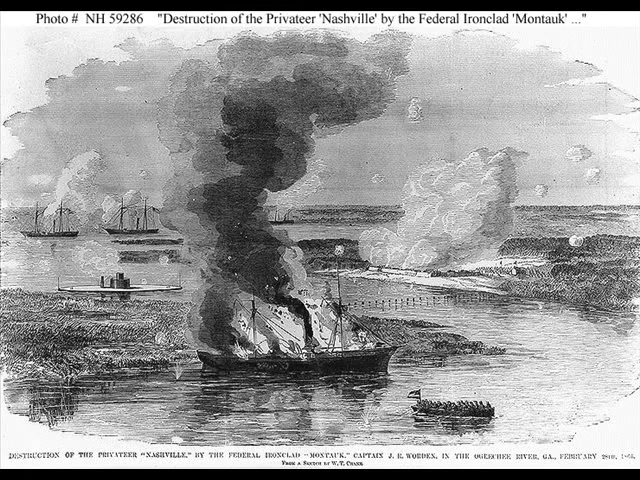 Photo # NH 59286 "Destruction of the Privateer 'Nashville' by the Federal Ironclad 'Montauk' ..."
DESTRUCTION OF THE PRIVATEER "NASHVILLE," BY THE FEDERAL IRONCLAD "MONTAUK," CAPTAIN J. R. WORDEN, IN THE OGEECHEE RIVER, GA., FEBRUARY 28TH, 1863.
FROM A SKETCH BY W. T. CRANE.